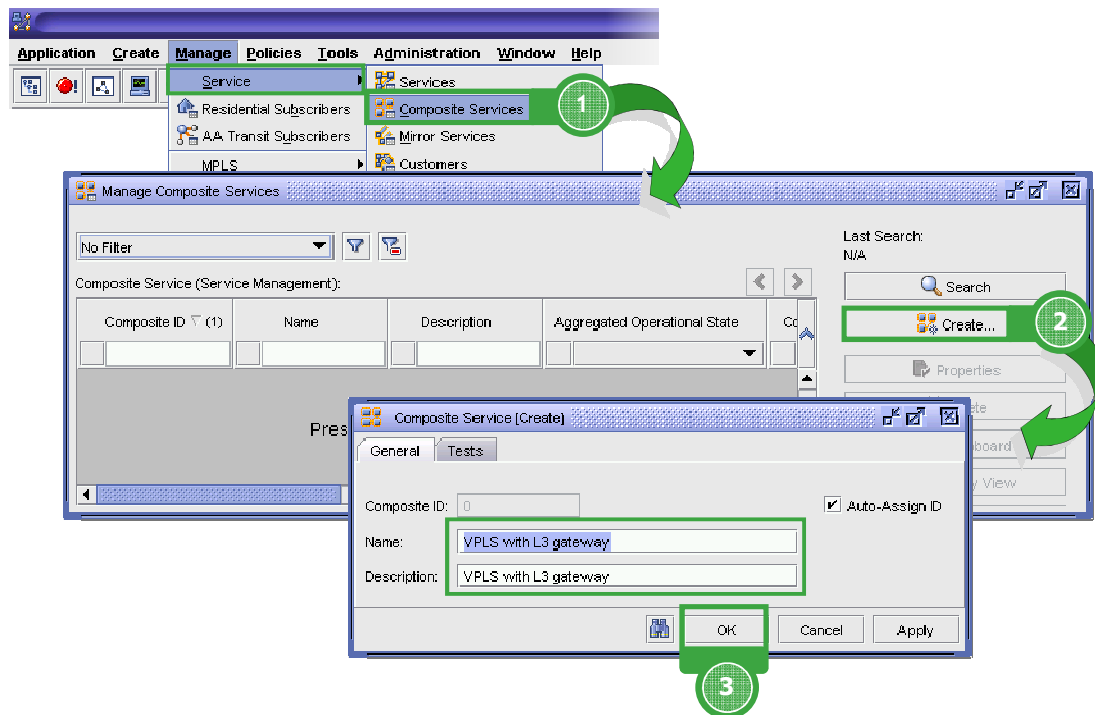 Application Create Manage Policies Tools Administration Window Help
Service
Services
1
Residential Subscribers
Composite Services
AA Transit Subscribers
Mirror Services
MPLS
Customers
Manage Composite Services
No Filter
Last Search:
N/A
Composite Service (Service Management):
Search
Composite ID (1) Name Description Aggregated Operational State Co
Create...
2
Properties
Pres
Composite Service [Create]
General Tests
Composite ID: 0
Auto-Assign ID
Name: VPLS with L3 gateway
Description: VPLS with L3 gateway
OK Cancel Apply
3